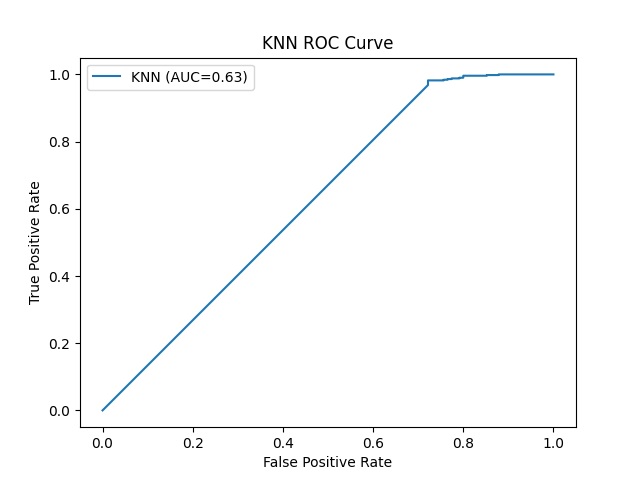 KNN ROC Curve
KNN (AUC=0.63)
True Positive Rate
1.0
0.8
0.6
0.4
0.2
0.0
0.0 0.2 0.4 0.6 0.8 1.0
False Positive Rate